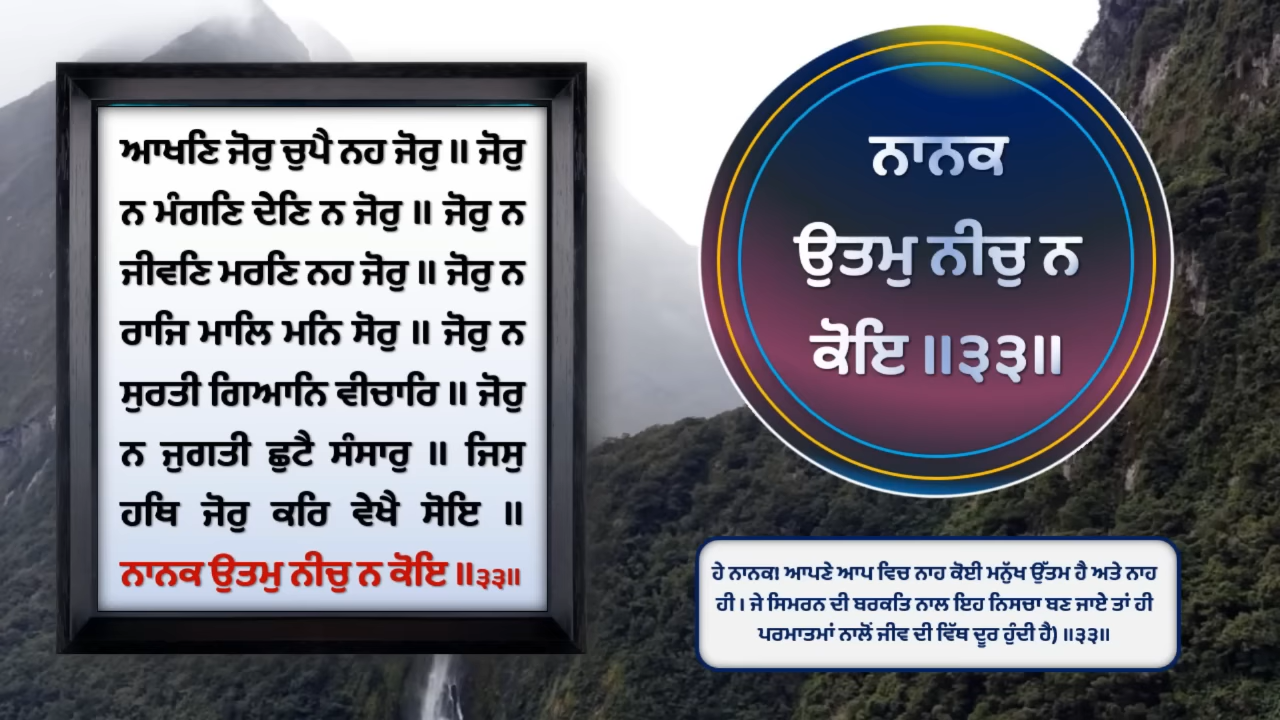 ਆਖਣਿ ਜੋਰੁ ਚੁਪੈ ਨਹ ਜੋਰੁ ॥ ਜੋਰੁ
ਨ ਮੰਗਣਿ ਦੇਣਿ ਨ ਜੋਰੁ ॥ ਜੋਰੁ ਨ
ਜੀਵਣਿ ਮਰਣਿ ਨਹ ਜੋਰੁ ॥ ਜੋਰੁ ਨ
ਰਾਜਿ ਮਾਲਿ ਮਨਿ ਸੋਰੁ ॥ ਜੋਰੁ ਨ
ਸੁਰਤੀ ਗਿਆਨਿ ਵੀਚਾਰਿ ॥ ਜੋਰੁ
ਨ ਜੁਗਤੀ ਛੁਟੈ ਸੰਸਾਰੁ ॥ ਜਿਸੁ
ਹਥਿ ਜੋਰੁ ਕਰਿ ਵੇਖੈ ਸੋਇ ॥
ਨਾਨਕ ਉਤਮੁ ਨੀਚੁ ਨ ਕੋਇ ॥੩੩॥
ਨਾਨਕ
ਉਤਮੁ ਨੀਚੁ ਨ
ਕੋਇ ॥੩੩॥
ਹੇ ਨਾਨਕ! ਆਪਣੇ ਆਪ ਵਿਚ ਨਾਹ ਕੋਈ ਮਨੁੱਖ ਉੱਤਮ ਹੈ ਅਤੇ ਨਾਹ
ਹੀ । ਜੇ ਸਿਮਰਨ ਦੀ ਬਰਕਤਿ ਨਾਲ ਇਹ ਨਿਸਚਾ ਬਣ ਜਾਏ ਤਾਂ ਹੀ
ਪਰਮਾਤਮਾਂ ਨਾਲੋਂ ਜੀਵ ਦੀ ਵਿੱਥ ਦੂਰ ਹੁੰਦੀ ਹੈ) ॥੩੩॥